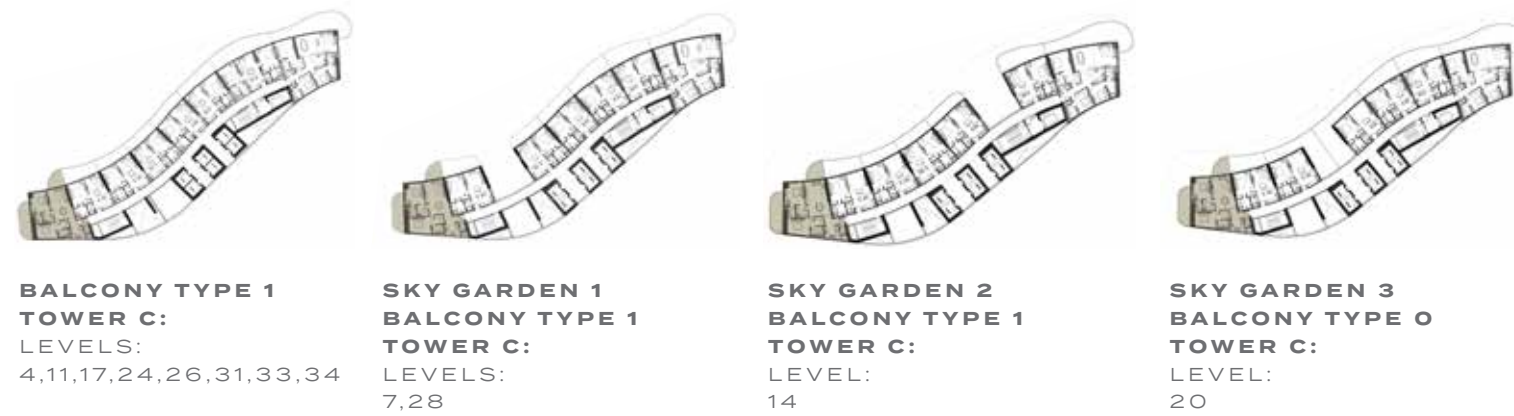 BALCONY TYPE 1
TOWER C:
LEVELS:
4,11,17,24,26,31,33,34
SKY GARDEN 1
BALCONY TYPE 1
TOWER C:
LEVELS:
7,28
SKY GARDEN 2
BALCONY TYPE 1
TOWER C:
LEVEL:
14
SKY GARDEN 3
BALCONY TYPE 0
TOWER C:
LEVEL:
20